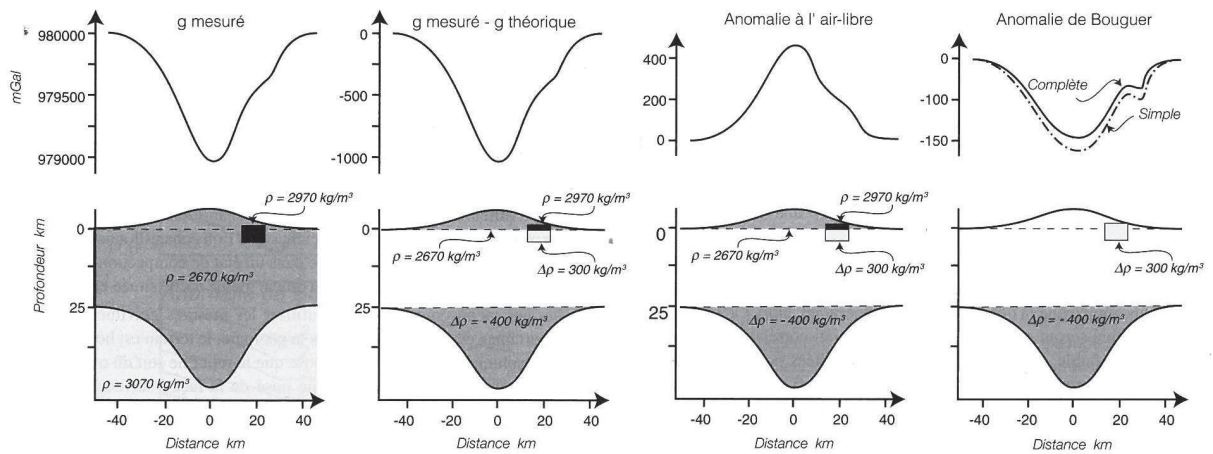 g mesuré
980000
979500
979000
mGal
ρ = 2970 kg/m³
0
25
Profondeur km
ρ = 2670 kg/m³
ρ = 3070 kg/m³
-40 -20 0 20 40
Distance km
g mesuré - g théorique
0
-500
-1000
ρ = 2970 kg/m³
0
ρ = 2670 kg/m³
Δρ = 300 kg/m³
25
Δρ = - 400 kg/m³
-40 -20 0 20 40
Distance km
Anomalie à l' air-libre
400
200
0
ρ = 2970 kg/m³
0
ρ = 2670 kg/m³
Δρ = 300 kg/m³
25
Δρ = - 400 kg/m³
-40 -20 0 20 40
Distance km
Anomalie de Bouguer
0
Complète
-100
Simple
-150
0
Δρ = 300 kg/m³
25
Δρ = - 400 kg/m³
-40 -20 0 20 40
Distance km